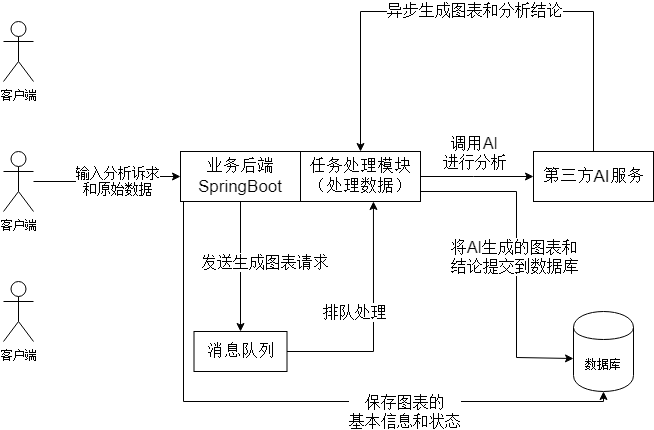 异步生成图表和分析结论
客户端
输入分析诉求
和原始数据
业务后端
SpringBoot
任务处理模块
（处理数据）
调用AI
进行分析
第三方AI服务
客户端
发送生成图表请求
将AI生成的图表和
结论提交到数据库
排队处理
消息队列
客户端
数据库
保存图表的
基本信息和状态